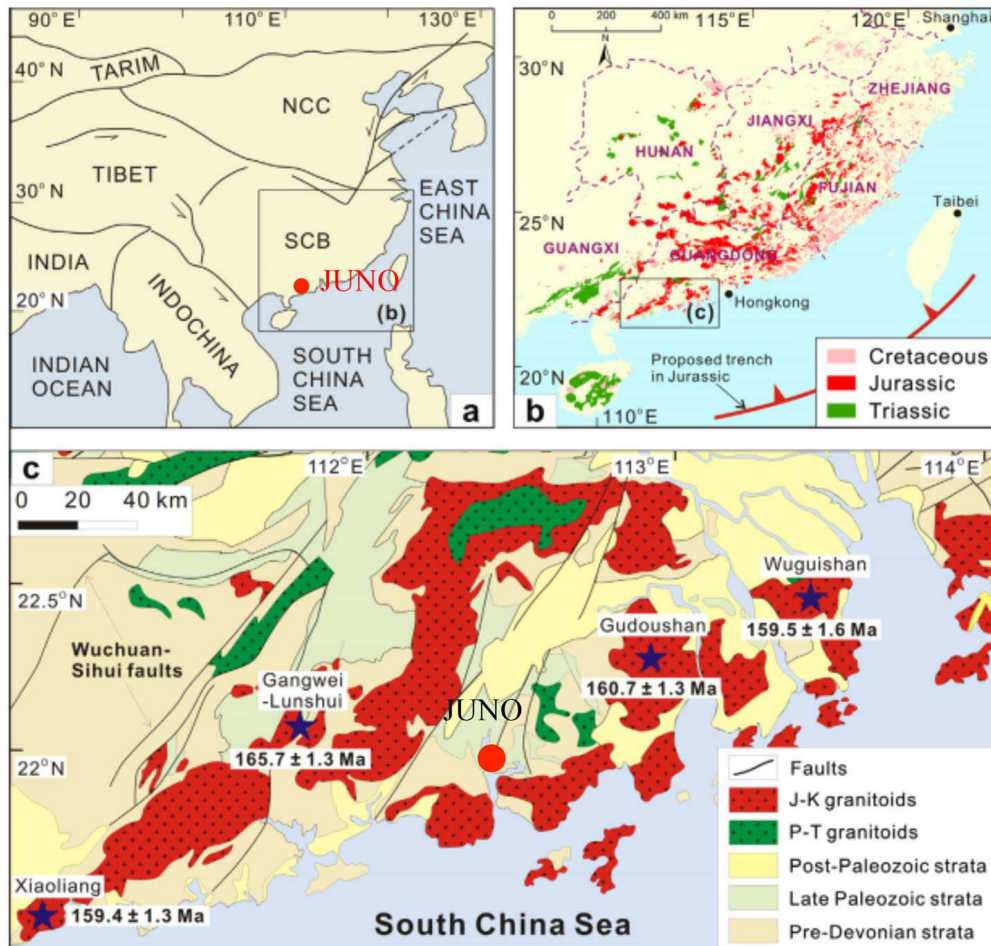 90° E
110° E
130° E
40° N
TARIM
NCC
TIBET
30° N
EAST
CHINA
SEA
SCB
INDIA
JUNO
20° N
INDOCHINA
(b)
INDIAN
OCEAN
SOUTH
CHINA
SEA
a
0 200 400 km
115°E
120°E
Shanghai
N
30°N
ZHEJIANG
JIANGXI
HUNAN
FUJIAN
Taibei
25°N
GUANGXI
GUANGDONG
Hongkong
(c)
20°N
Proposed trench
in Jurassic
Cretaceous
Jurassic
Triassic
b
110°E
c
112°E
113°E
114°E
0 20 40 km
Wuguishan
22.5°N
159.5 ± 1.6 Ma
Gudoushan
Wuchuan-
Sihui faults
160.7 ± 1.3 Ma
Gangwei
-Lunshui
JUNO
165.7 ± 1.3 Ma
22°N
Faults
J-K granitoids
P-T granitoids
Post-Paleozoic strata
Late Paleozoic strata
Pre-Devonian strata
Xiaoliang
159.4 ± 1.3 Ma
South China Sea